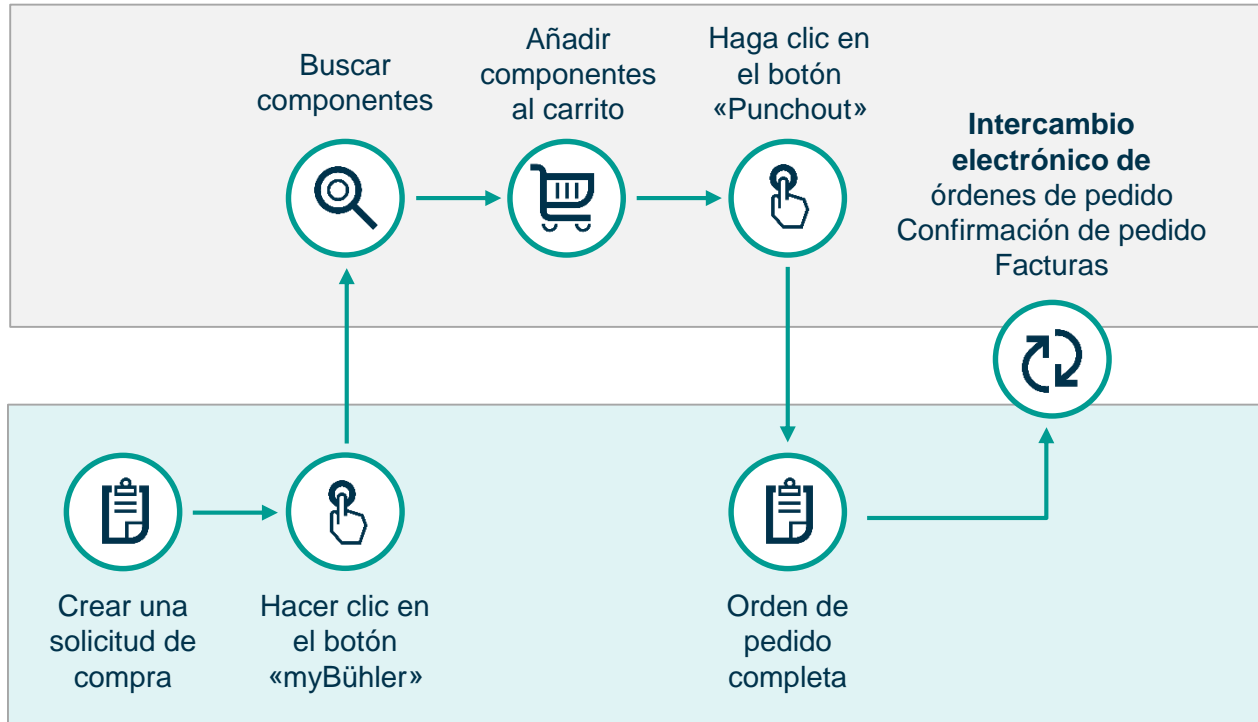 Buscar
componentes
Añadir
componentes
al carrito
Haga clic en
el botón
«Punchout»
Intercambio
electrónico de
órdenes de pedido
Confirmación de pedido
Facturas
Crear una
solicitud de
compra
Hacer clic en
el botón
«myBühler»
Orden de
pedido
completa